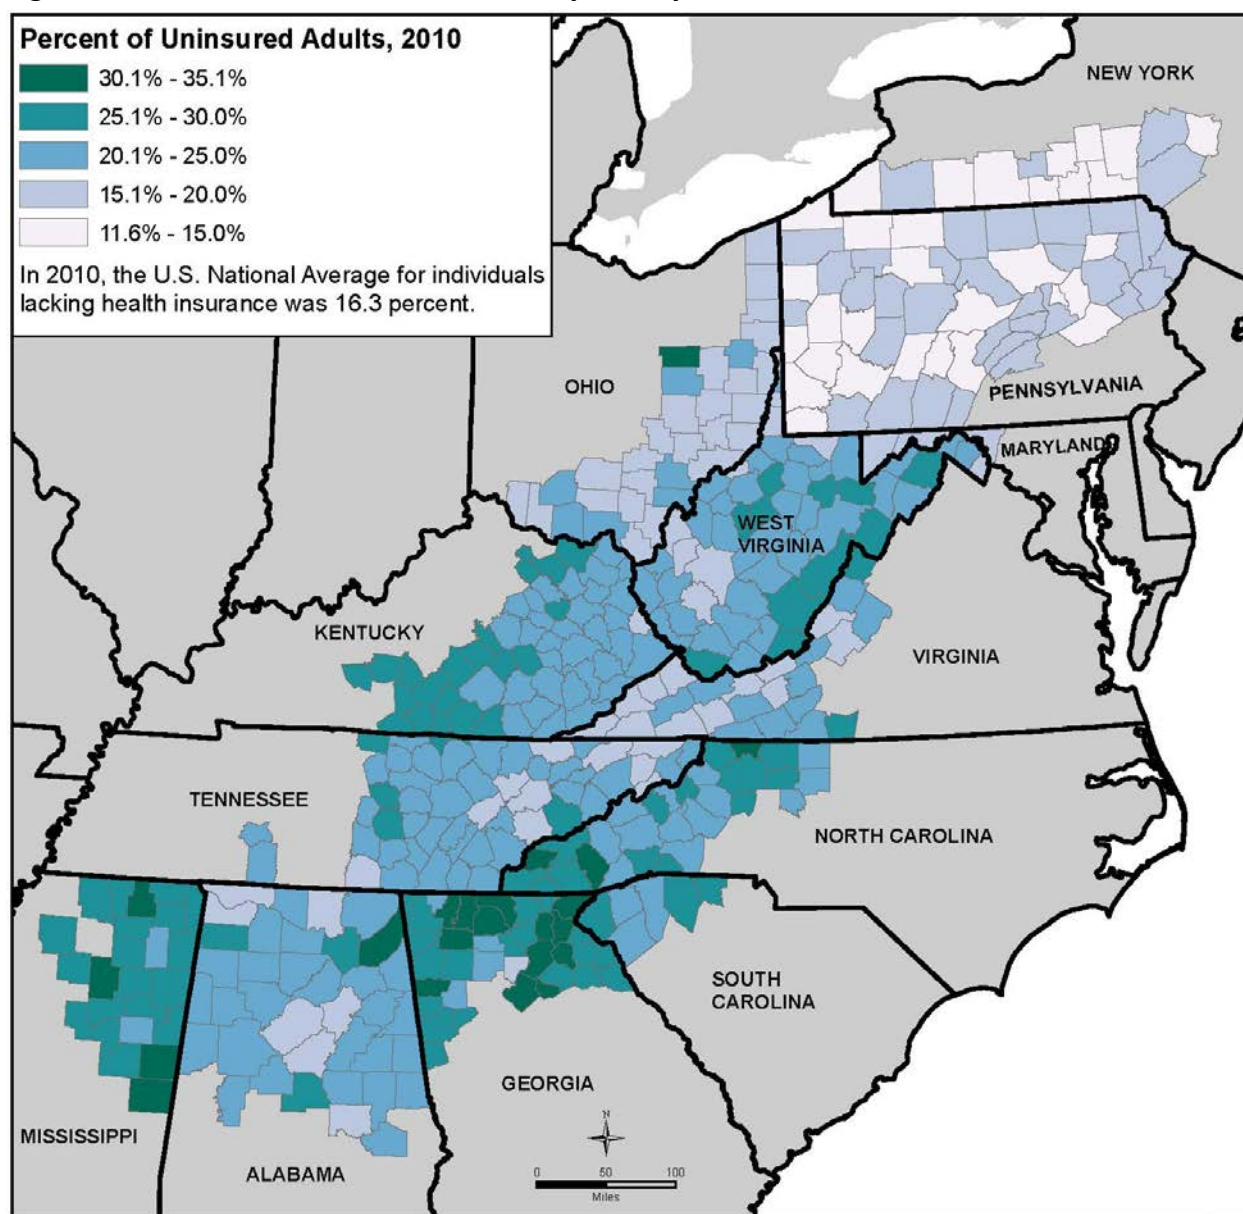 Percent of Uninsured Adults, 2010
30.1% - 35.1%
25.1% - 30.0%
20.1% - 25.0%
15.1% - 20.0%
11.6% - 15.0%
In 2010, the U.S. National Average for individuals
lacking health insurance was 16.3 percent.
NEW YORK
OHIO
PENNSYLVANIA
MARYLAND
WEST
VIRGINIA
KENTUCKY
VIRGINIA
TENNESSEE
NORTH CAROLINA
SOUTH
CAROLINA
GEORGIA
MISSISSIPPI
ALABAMA
N
0 50 100
Miles